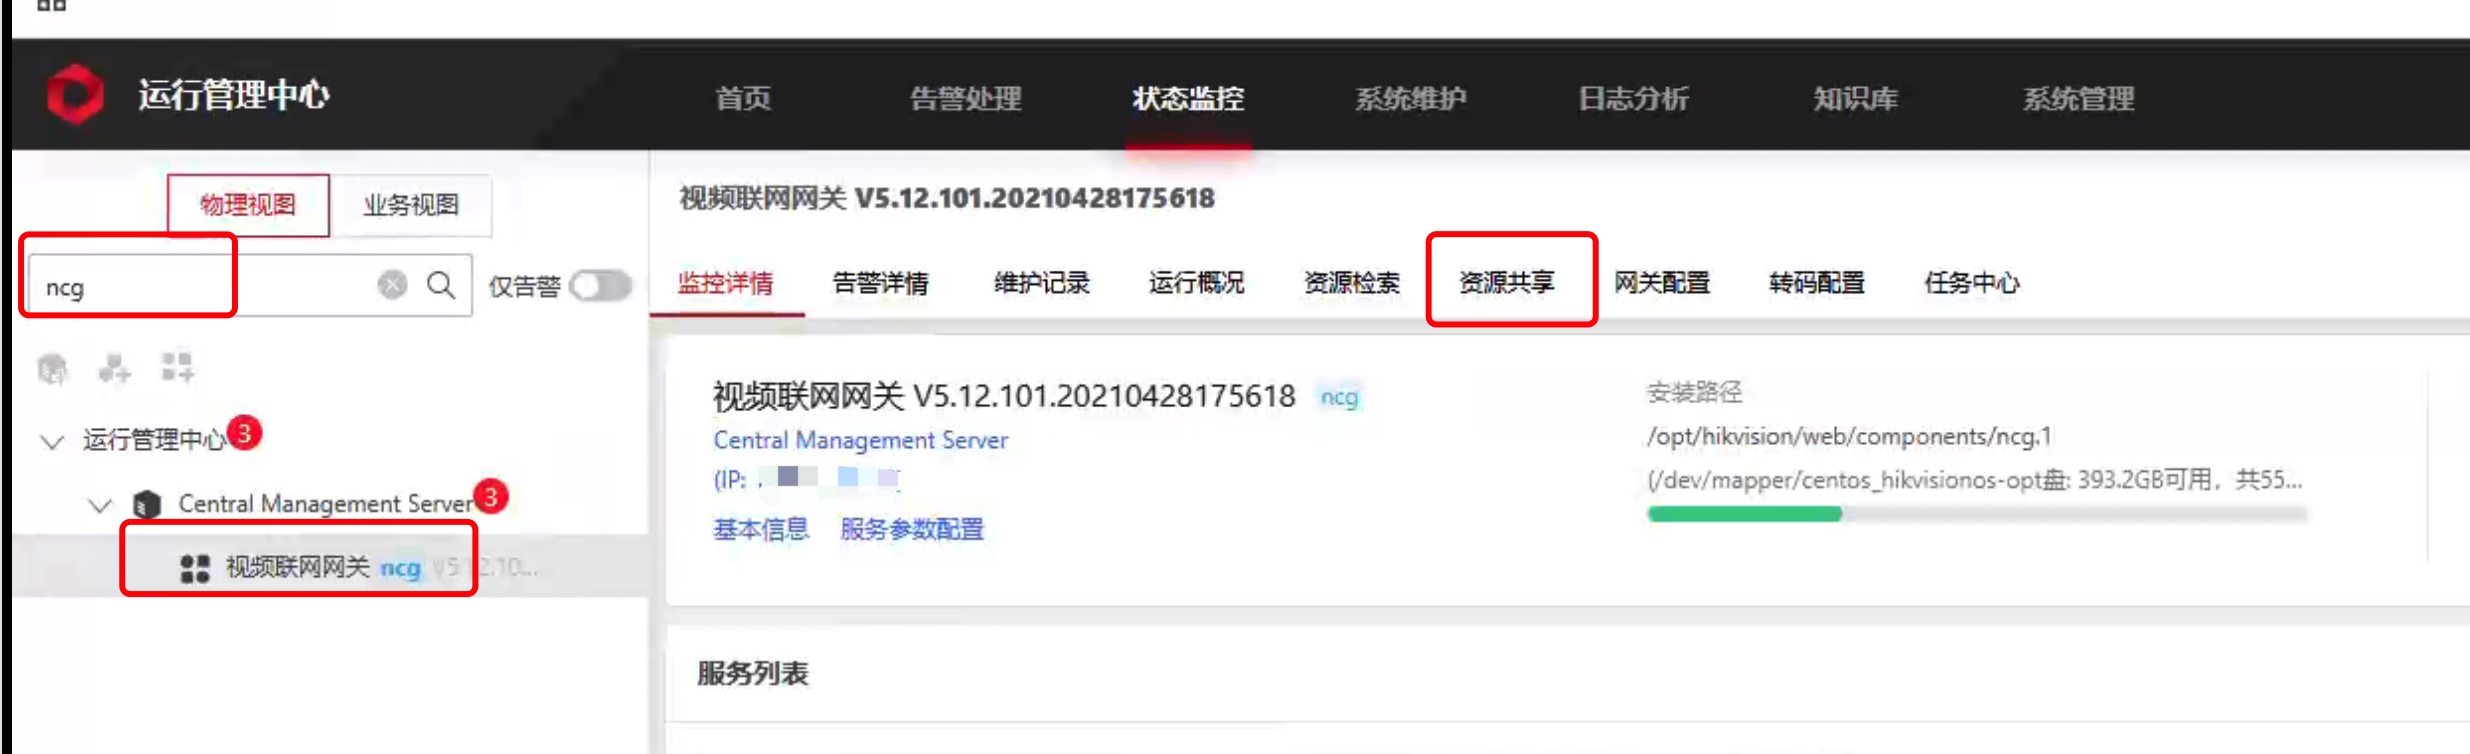 运行管理中心 首页 告警处理 状态监控 系统维护 日志分析 知识库 系统管理
物理视图 业务视图
ncg 仅告警
运行管理中心 3
Central Management Server 3
视频联网网关 ncg V5.12.10...
视频联网网关 V5.12.101.20210428175618
监控详情 告警详情 维护记录 运行概况 资源检索 资源共享 网关配置 转码配置 任务中心
视频联网网关 V5.12.101.20210428175618 ncg
Central Management Server
(IP:
基本信息 服务参数配置
安装路径
/opt/hikvision/web/components/ncg.1
(/dev/mapper/centos_hikvisionos-opt盘: 393.2GB可用，共55...
服务列表